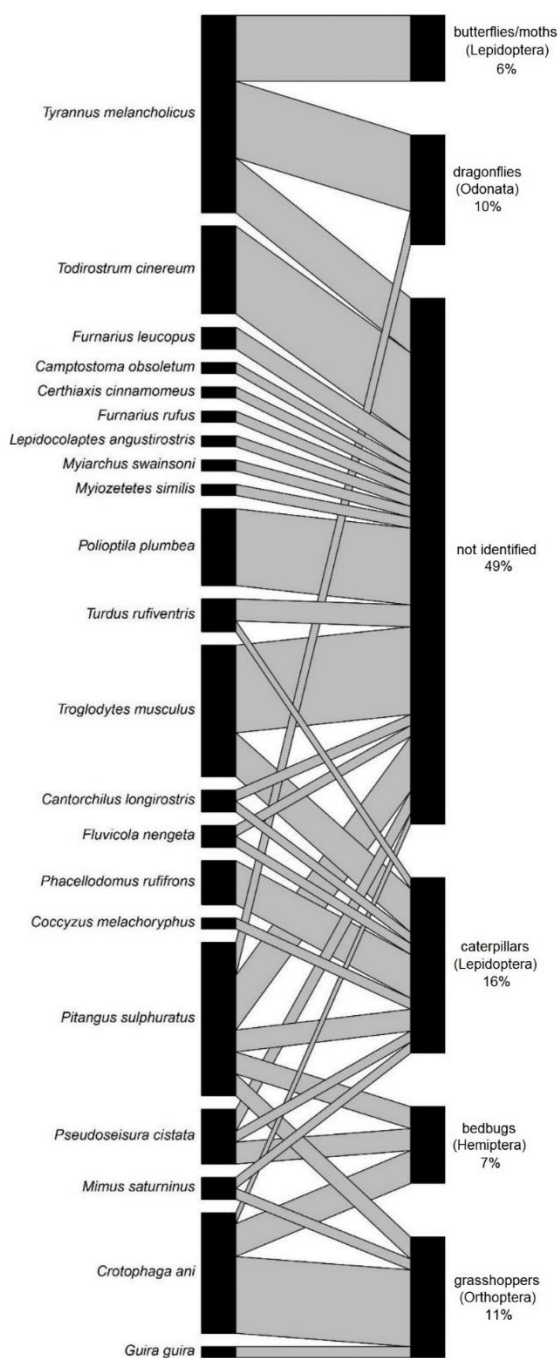 Tyrannus melancholicus
Todirostrum cinereum
Furnarius leucopus
Camptostoma obsoletum
Certhiaxis cinnamomeus
Furnarius rufus
Lepidocolaptes angustirostris
Myiarchus swainsoni
Myiozetetes similis
Polioptila plumbea
Turdus rufiventris
Troglodytes musculus
Cantorchilus longirostris
Fluvicola nengeta
Phacellodomus rufifrons
Coccyzus melachoryphus
Pitangus sulphuratus
Pseudoseisura cistata
Mimus saturninus
Crotophaga ani
Guira guira
butterflies/moths
(Lepidoptera)
6%
dragonflies
(Odonata)
10%
not identified
49%
caterpillars
(Lepidoptera)
16%
bedbugs
(Hemiptera)
7%
grasshoppers
(Orthoptera)
11%